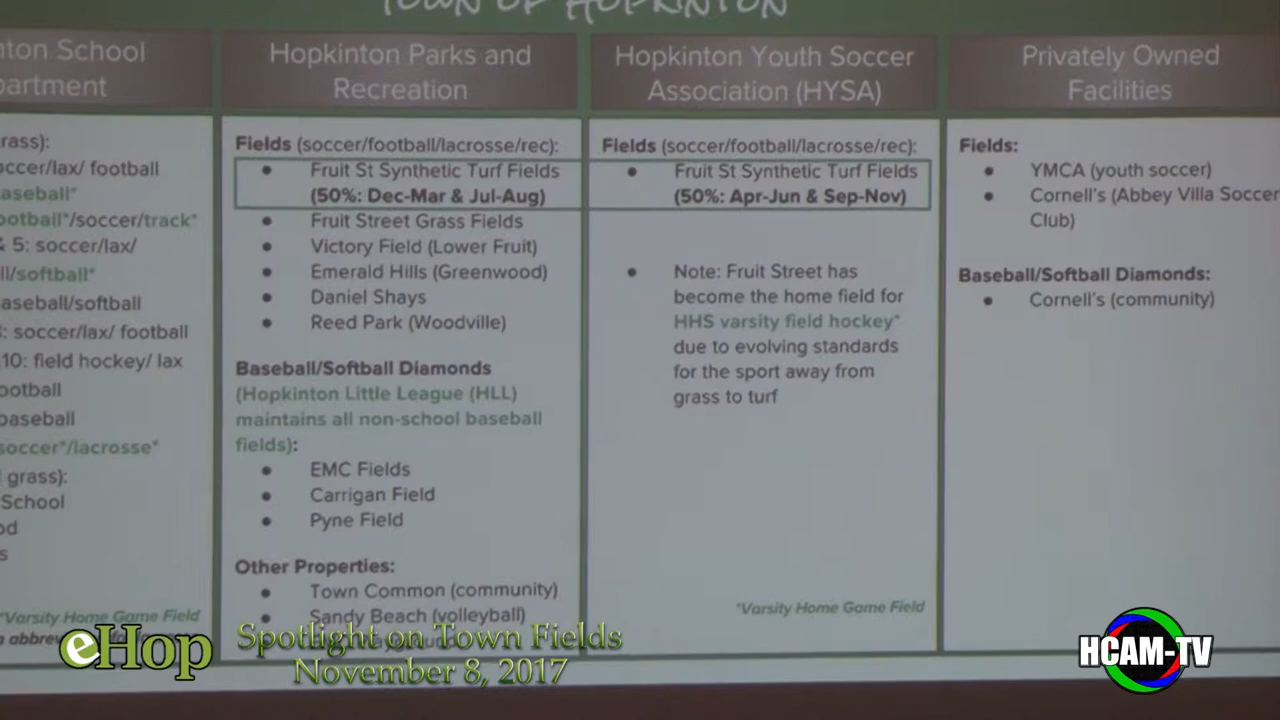 TOWN OF HOPKINTON
nton School
partment
rass):
occer/lax/ football
aseball*
ootball*/soccer/track*
& 5: soccer/lax/
ll/softball*
aseball/softball
: soccer/lax/ football
10: field hockey/ lax
ootball
baseball
soccer*/lacrosse*
grass):
School
od
s
*Varsity Home Game Field
Hopkinton Parks and
Recreation
Fields (soccer/football/lacrosse/rec):
● Fruit St Synthetic Turf Fields
(50%: Dec-Mar & Jul-Aug)
● Fruit Street Grass Fields
● Victory Field (Lower Fruit)
● Emerald Hills (Greenwood)
● Daniel Shays
● Reed Park (Woodville)
Baseball/Softball Diamonds
(Hopkinton Little League (HLL)
maintains all non-school baseball
fields):
● EMC Fields
● Carrigan Field
● Pyne Field
Other Properties:
● Town Common (community)
● Sandy Beach (volleyball)
Hopkinton Youth Soccer
Association (HYSA)
Fields (soccer/football/lacrosse/rec):
● Fruit St Synthetic Turf Fields
(50%: Apr-Jun & Sep-Nov)
● Note: Fruit Street has
become the home field for
HHS varsity field hockey*
due to evolving standards
for the sport away from
grass to turf
*Varsity Home Game Field
Privately Owned
Facilities
Fields:
● YMCA (youth soccer)
● Cornell's (Abbey Villa Soccer
Club)
Baseball/Softball Diamonds:
● Cornell's (community)
eHop
Spotlight on Town Fields
November 8, 2017
HCAM-TV